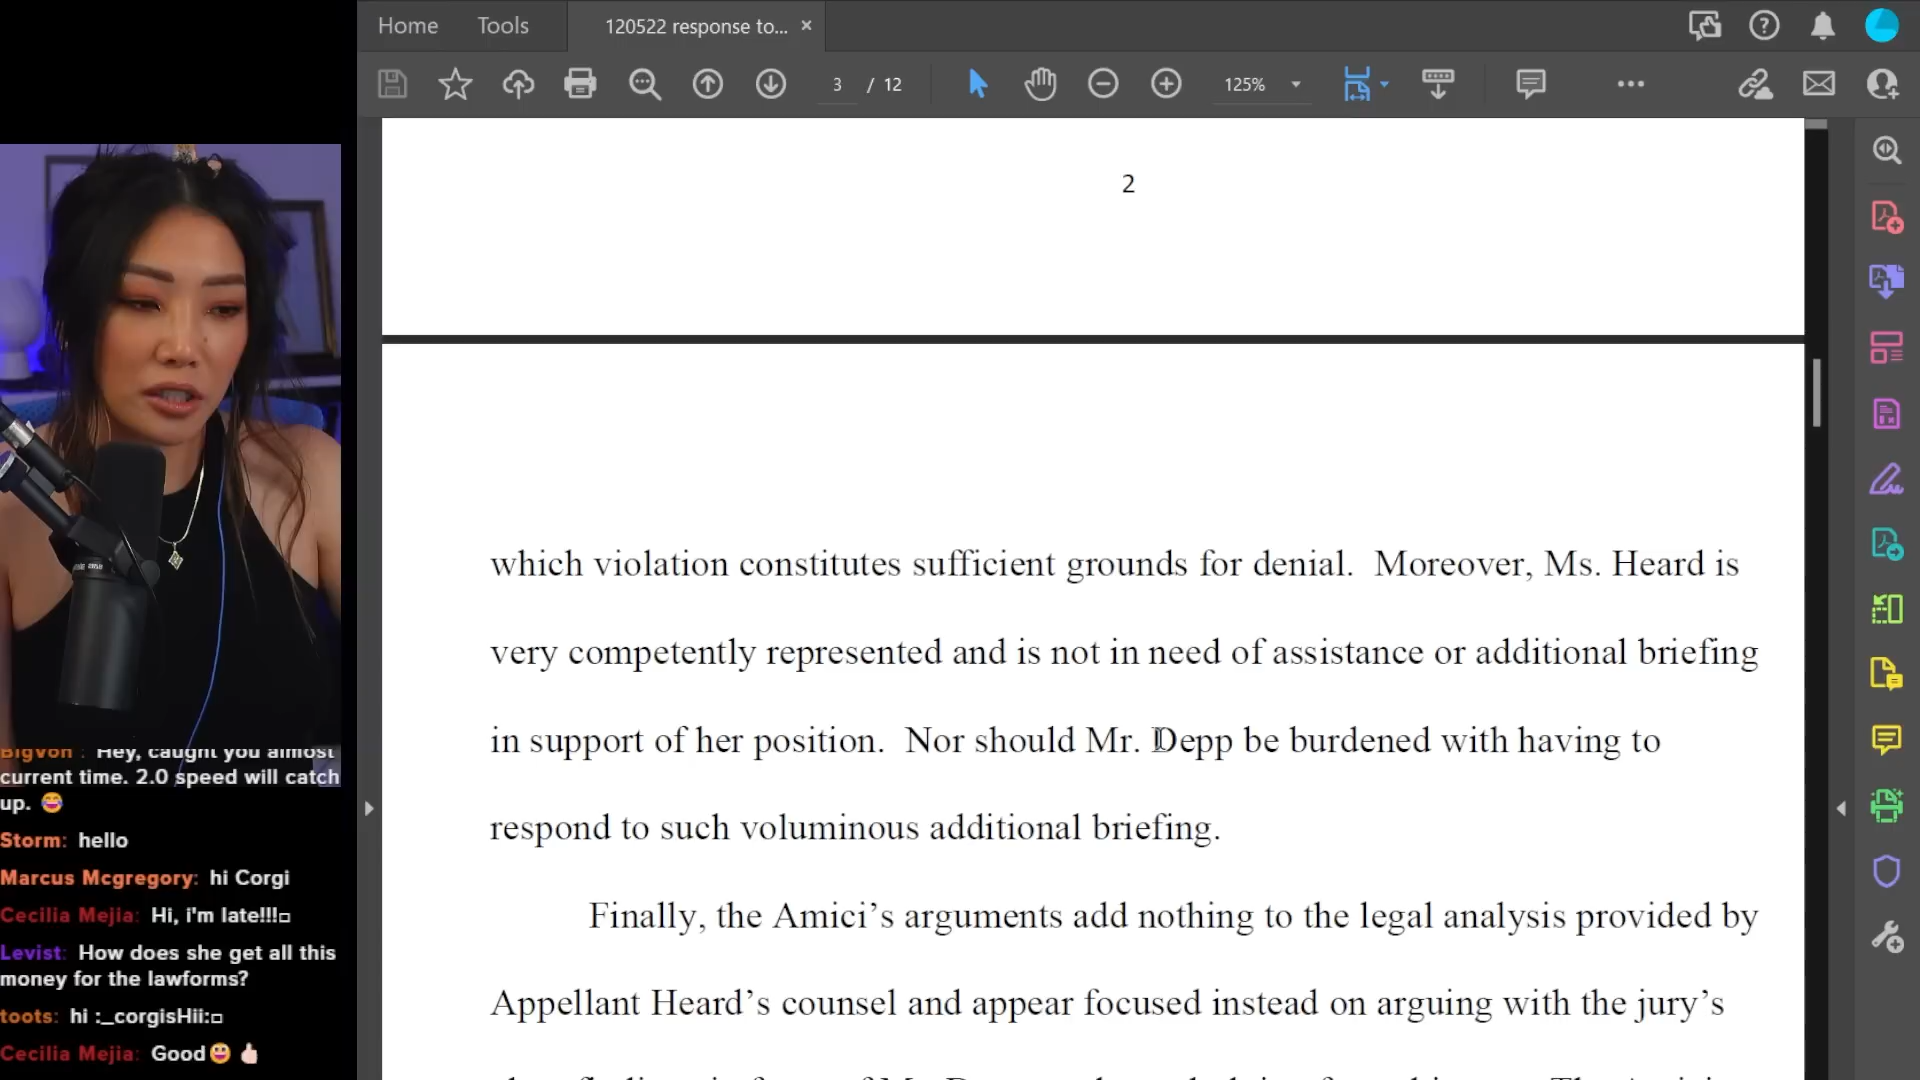 Home
Tools
120522 response to... ×
3 / 12
125%
2
which violation constitutes sufficient grounds for denial. Moreover, Ms. Heard is
very competently represented and is not in need of assistance or additional briefing
in support of her position. Nor should Mr. Depp be burdened with having to
respond to such voluminous additional briefing.
Finally, the Amici’s arguments add nothing to the legal analysis provided by
Appellant Heard’s counsel and appear focused instead on arguing with the jury’s
BigVon : Hey, caught you almost
current time. 2.0 speed will catch
up. 😂
Storm: hello
Marcus Mcgregory: hi Corgi
Cecilia Mejia: Hi, i'm late!!!□
Levist: How does she get all this
money for the lawforms?
toots: hi :_corgisHii:□
Cecilia Mejia: Good😀👍🏻